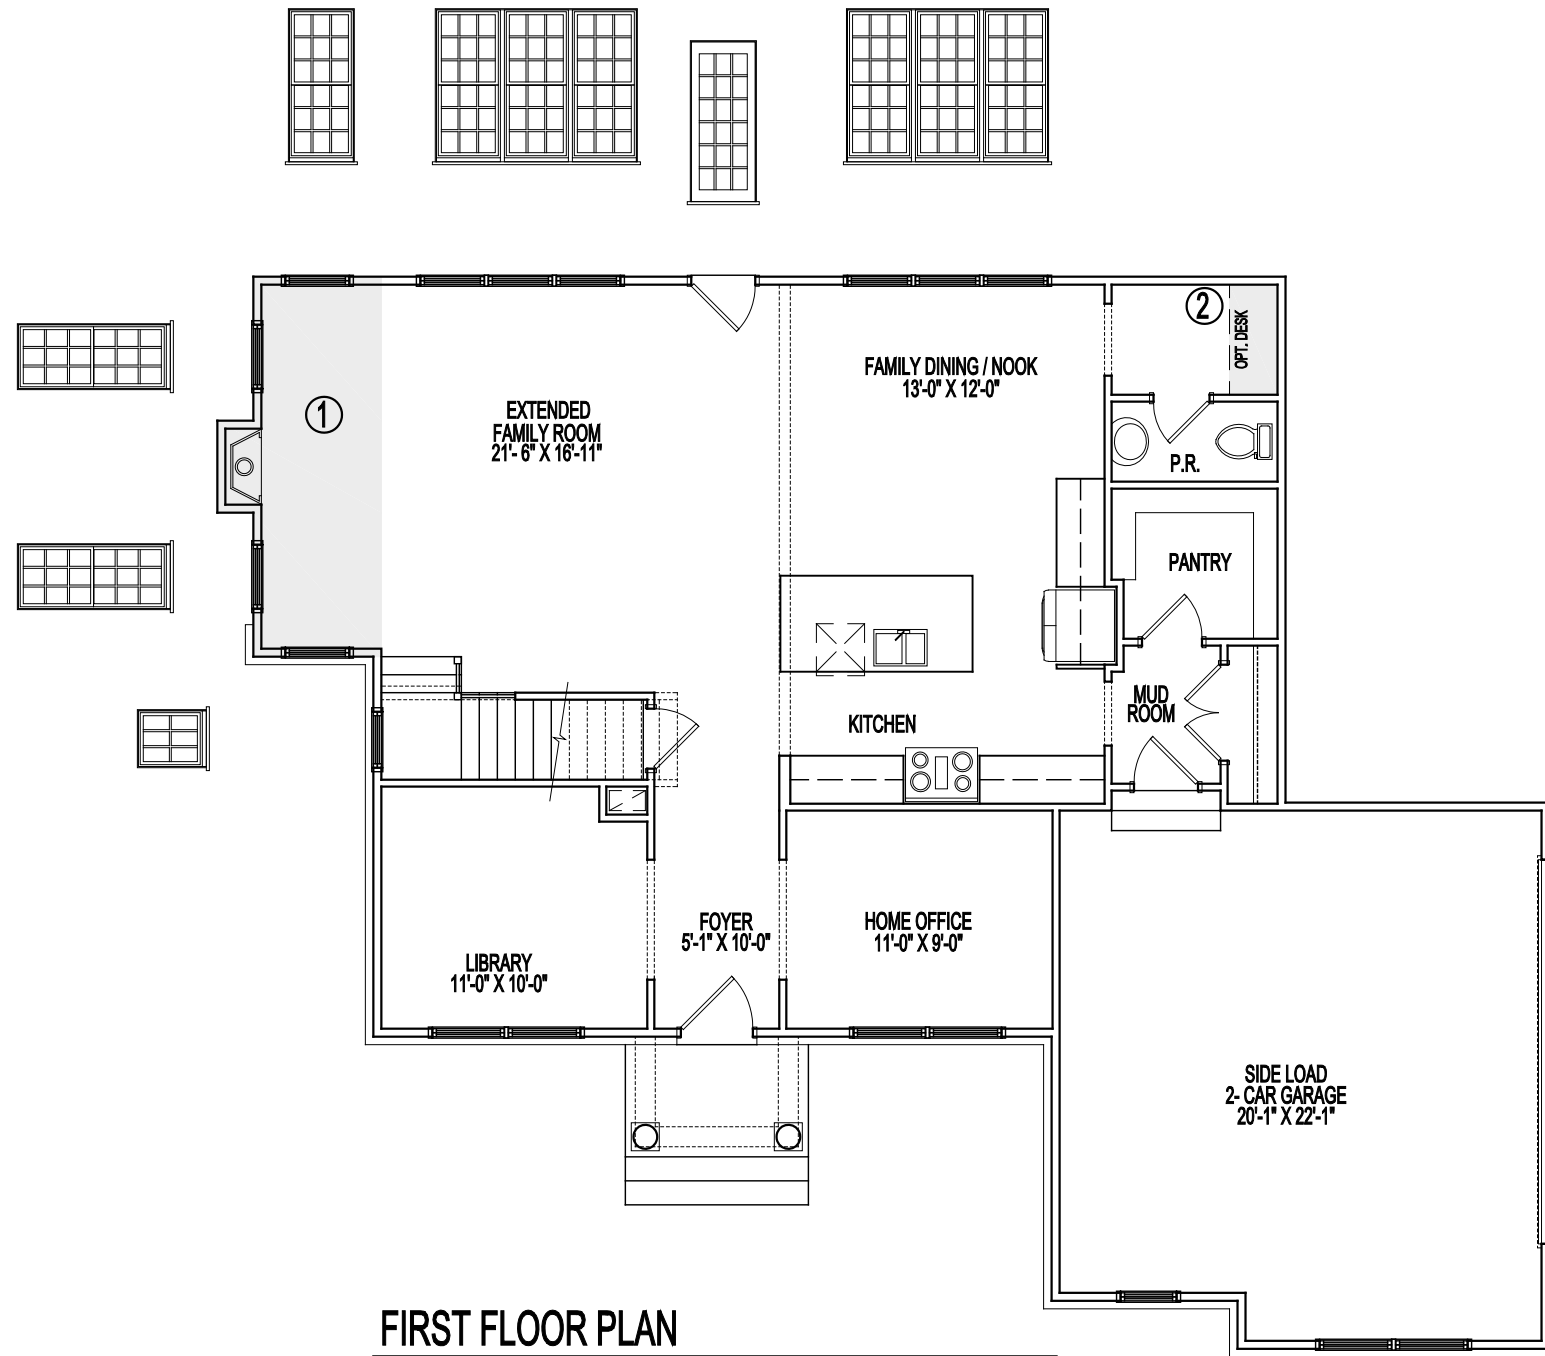 2
OPT. DESK
FAMILY DINING / NOOK
13'-0" X 12'-0"
1
EXTENDED
FAMILY ROOM
21'- 6" X 16'-11"
P.R.
PANTRY
MUD
ROOM
KITCHEN
FOYER
5'-1" X 10'-0"
HOME OFFICE
11'-0" X 9'-0"
LIBRARY
11'-0" X 10'-0"
SIDE LOAD
2- CAR GARAGE
20'-1" X 22'-1"
FIRST FLOOR PLAN